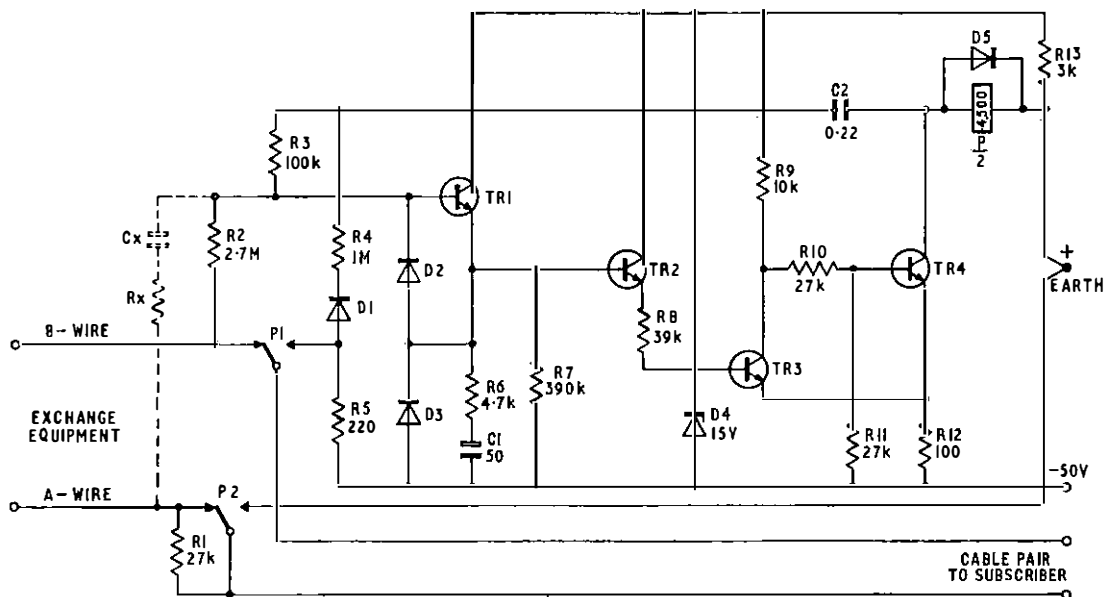 D5
R13
3k
C2
0·22
4,500
P
2
R3
100k
R9
10k
TR1
Cx
R2
2·7M
R4
1M
D2
R10
27k
TR2
TR4
+
EARTH
Rx
D1
R8
39k
B- WIRE
P1
TR3
R7
390k
R6
4·7k
R5
220
D3
D4
15V
EXCHANGE
EQUIPMENT
C1
50
R11
27k
R12
100
-50V
A- WIRE
P2
R1
27k
CABLE PAIR
TO SUBSCRIBER